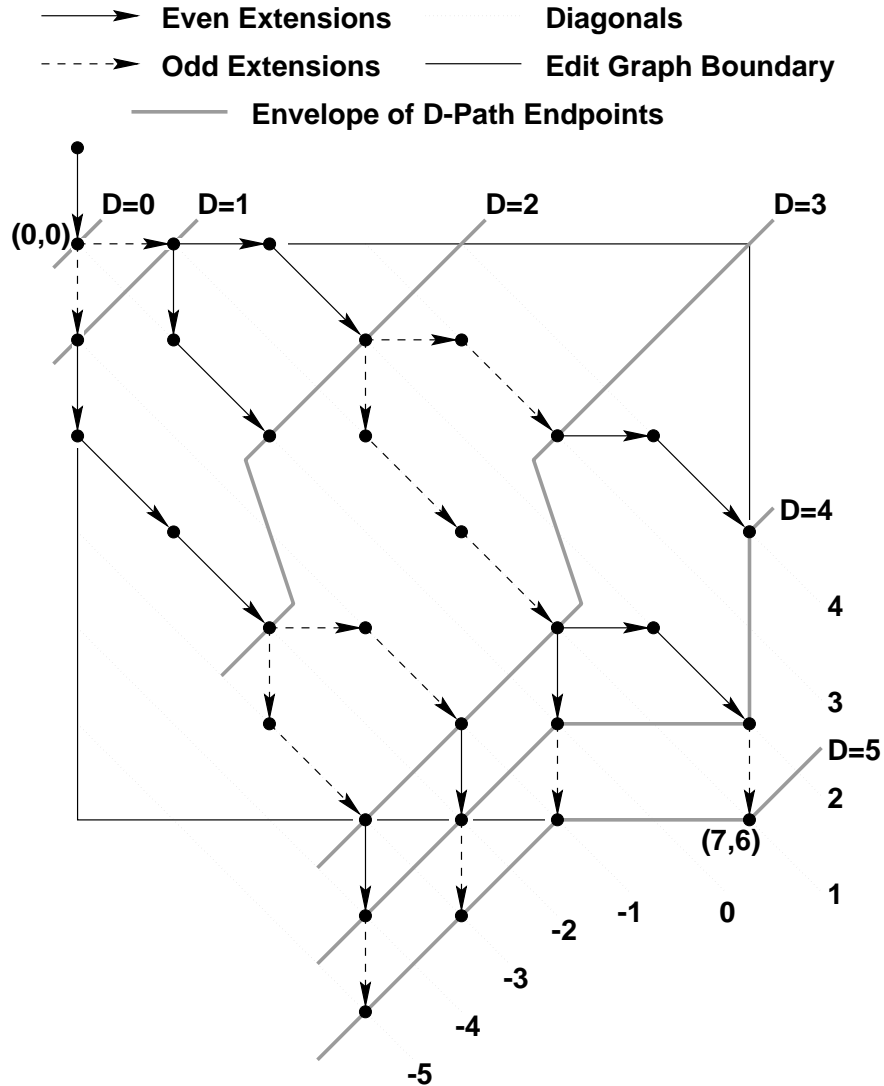 Even Extensions Diagonals
Odd Extensions Edit Graph Boundary
Envelope of D-Path Endpoints
D=0 D=1 D=2 D=3
(0,0)
D=4
4
3
D=5
2
(7,6)
1
0
-1
-2
-3
-4
-5